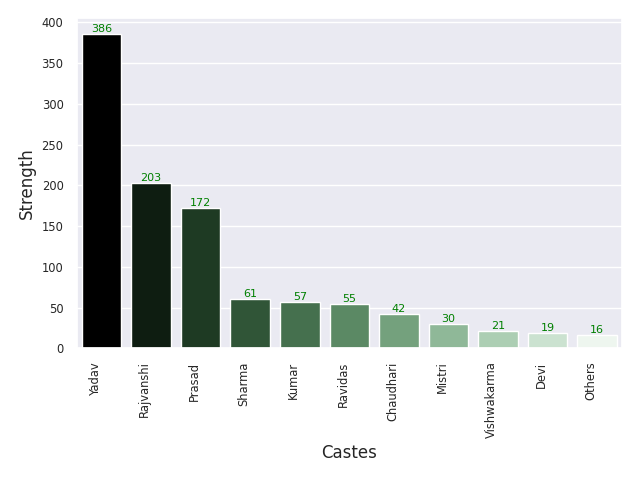 400
350
300
250
200
150
100
50
0
Strength
386
203
172
61
57
55
42
30
21
19
16
Yadav
Rajvanshi
Prasad
Sharma
Kumar
Ravidas
Chaudhari
Mistri
Vishwakarma
Devi
Others
Castes